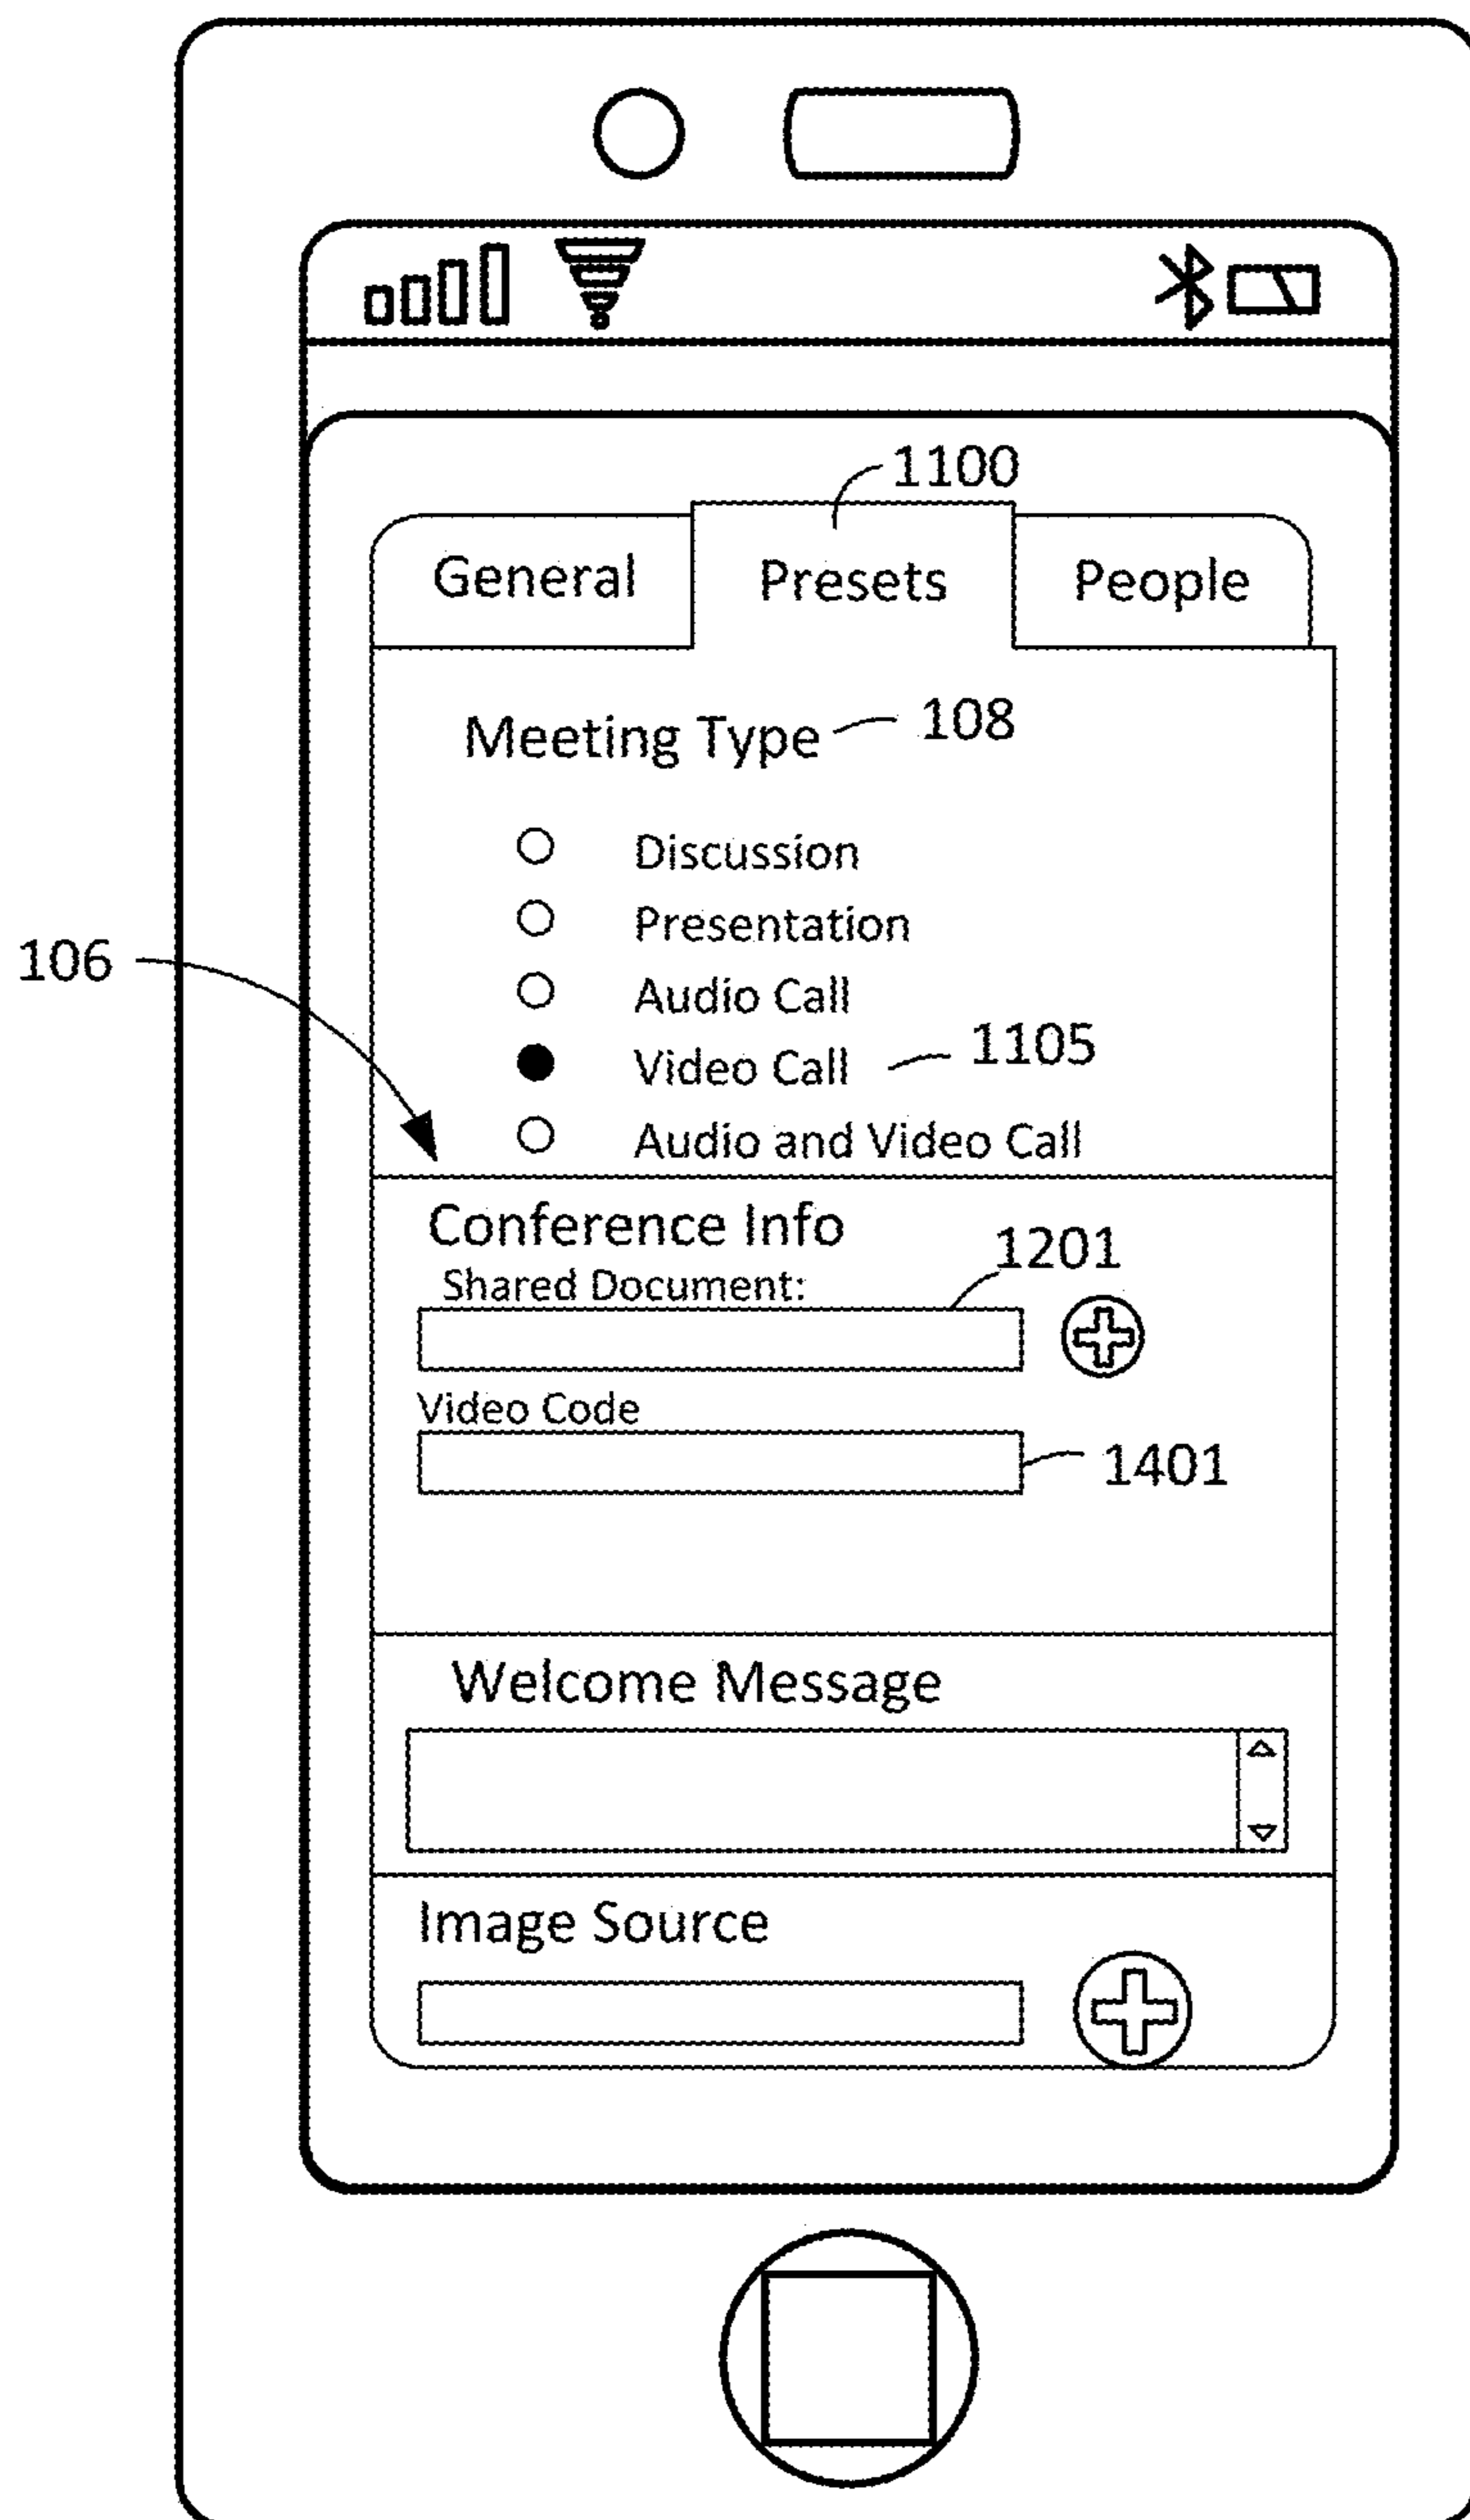 1100
General Presets People
Meeting Type 108
Discussion
Presentation
106
Audio Call
Video Call 1105
Audio and Video Call
Conference Info
1201
Shared Document:
Video Code
1401
Welcome Message
Image Source